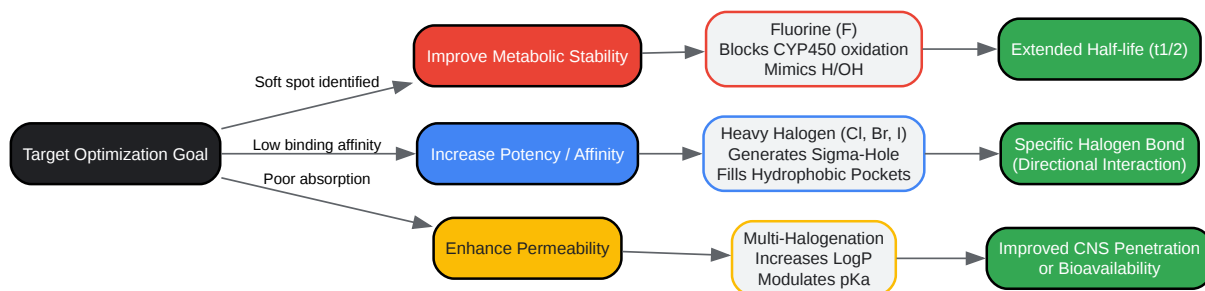 Target Optimization Goal
Soft spot identified
Low binding affinity
Poor absorption
Improve Metabolic Stability
Fluorine (F)
Blocks CYP450 oxidation
Mimics H/OH
Extended Half-life (t1/2)
Increase Potency / Affinity
Heavy Halogen (Cl, Br, I)
Generates Sigma-Hole
Fills Hydrophobic Pockets
Specific Halogen Bond
(Directional Interaction)
Enhance Permeability
Multi-Halogenation
Increases LogP
Modulates pKa
Improved CNS Penetration
or Bioavailability